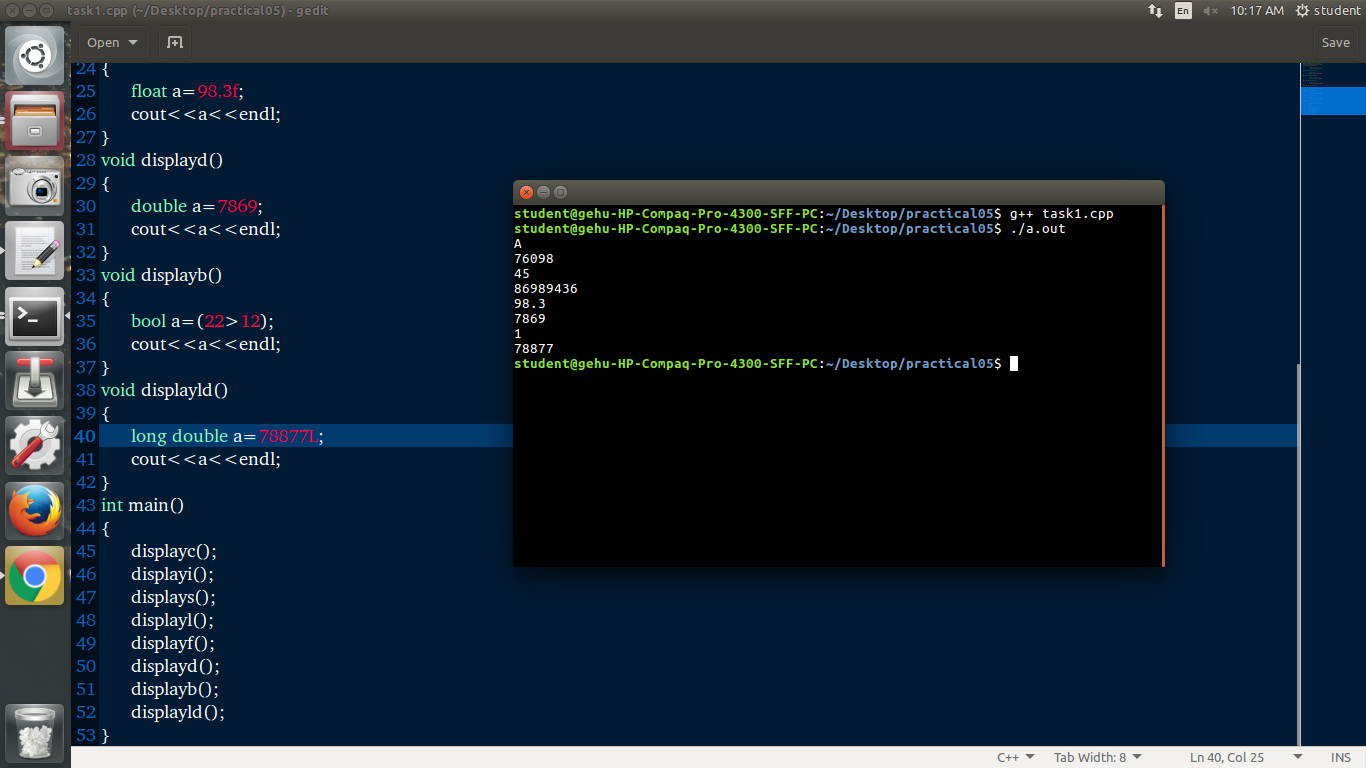 task1.cpp (~/Desktop/practical05) - gedit
En
10:17 AM
student
Open
Save
24 {
25 float a=98.3f;
26 cout<<a<<endl;
27 }
28 void displayd()
29 {
30 double a=7869;
31 cout<<a<<endl;
32 }
33 void displayb()
34 {
35 bool a=(22>12);
36 cout<<a<<endl;
37 }
38 void displayld()
39 {
40 long double a=78877L;
41 cout<<a<<endl;
42 }
43 int main()
44 {
45 displayc();
46 displayi();
47 displays();
48 displayl();
49 displayf();
50 displayd();
51 displayb();
52 displayld();
53 }
student@gehu-HP-Compaq-Pro-4300-SFF-PC:~/Desktop/practical05$ g++ task1.cpp
student@gehu-HP-Compaq-Pro-4300-SFF-PC:~/Desktop/practical05$ ./a.out
A
76098
45
86989436
98.3
7869
1
78877
student@gehu-HP-Compaq-Pro-4300-SFF-PC:~/Desktop/practical05$
C++
Tab Width: 8
Ln 40, Col 25
INS